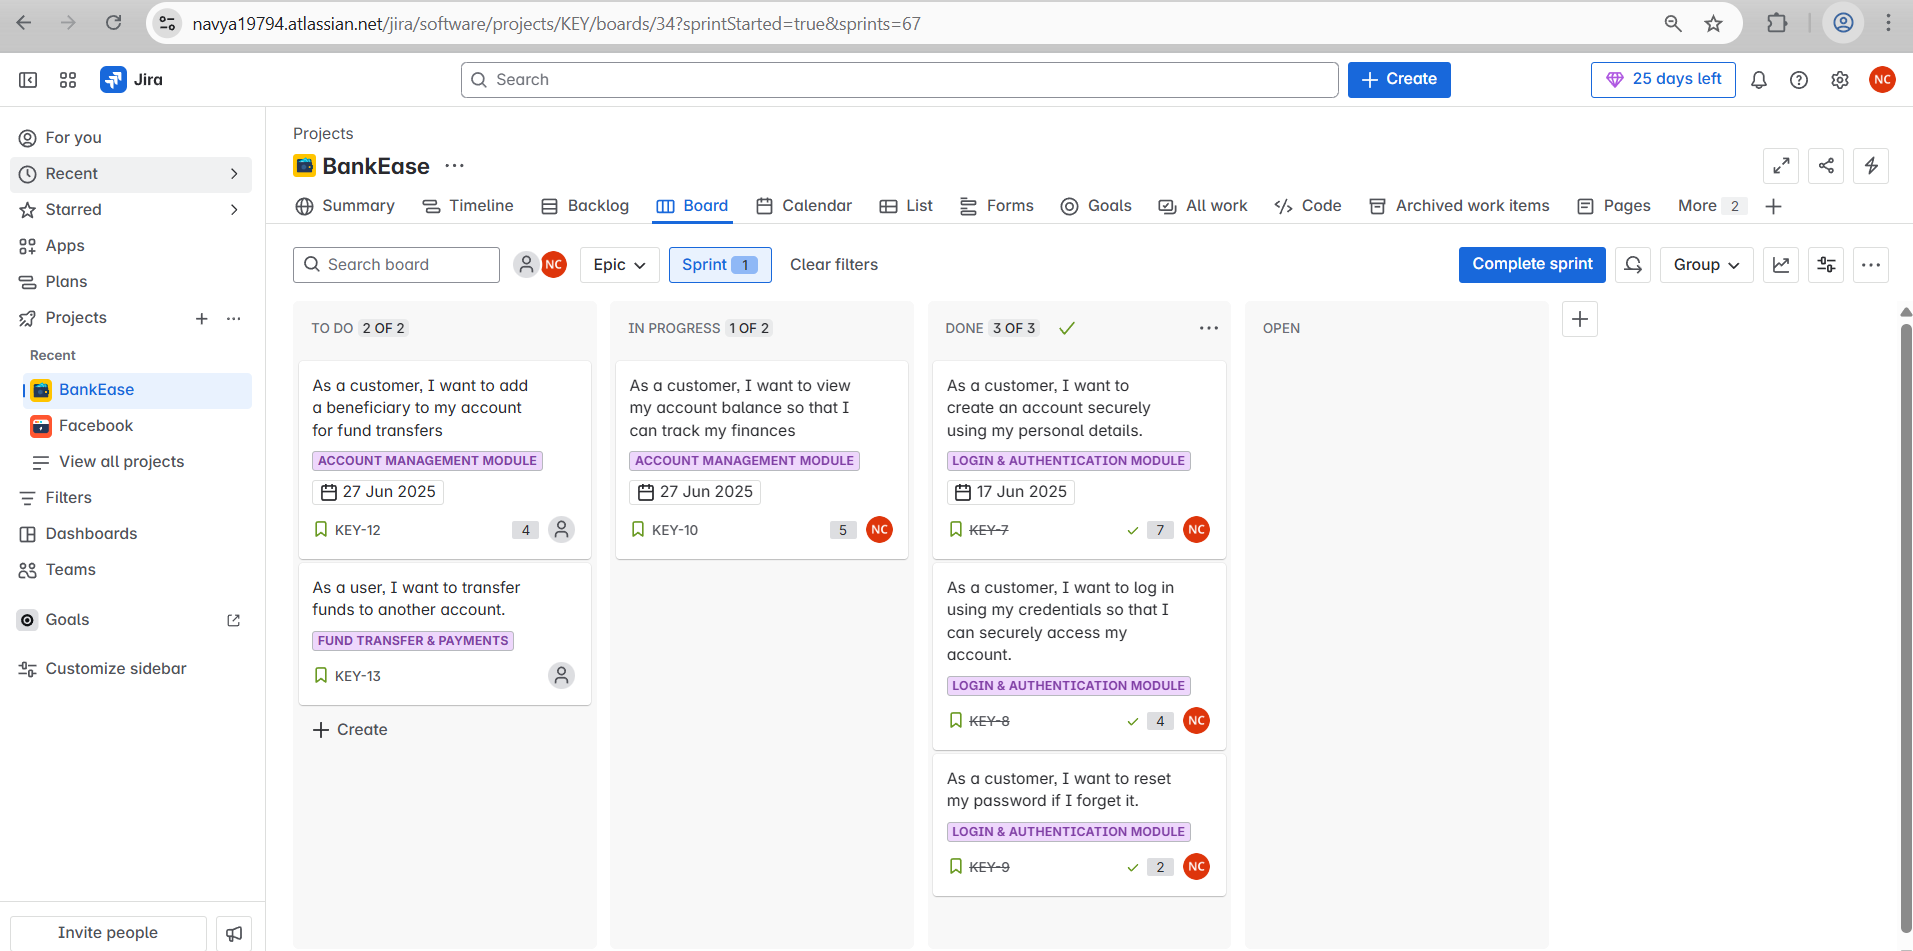 navya19794.atlassian.net/jira/software/projects/KEY/boards/34?sprintStarted=true&sprints=67
Jira
Search
Create
25 days left
NC
For you
Recent
Starred
Apps
Plans
Projects
Recent
BankEase
Facebook
View all projects
Filters
Dashboards
Teams
Goals
Customize sidebar
Invite people
Projects
BankEase
Summary
Timeline
Backlog
Board
Calendar
List
Forms
Goals
All work
Code
Archived work items
Pages
More 2
Search board
NC
Epic
Sprint 1
Clear filters
Complete sprint
Group
TO DO 2 OF 2
As a customer, I want to add
a beneficiary to my account
for fund transfers
ACCOUNT MANAGEMENT MODULE
27 Jun 2025
KEY-12 4
As a user, I want to transfer
funds to another account.
FUND TRANSFER & PAYMENTS
KEY-13
Create
IN PROGRESS 1 OF 2
As a customer, I want to view
my account balance so that I
can track my finances
ACCOUNT MANAGEMENT MODULE
27 Jun 2025
KEY-10 5 NC
DONE 3 OF 3
As a customer, I want to
create an account securely
using my personal details.
LOGIN & AUTHENTICATION MODULE
17 Jun 2025
KEY-7 7 NC
As a customer, I want to log in
using my credentials so that I
can securely access my
account.
LOGIN & AUTHENTICATION MODULE
KEY-8 4 NC
As a customer, I want to reset
my password if I forget it.
LOGIN & AUTHENTICATION MODULE
KEY-9 2 NC
OPEN